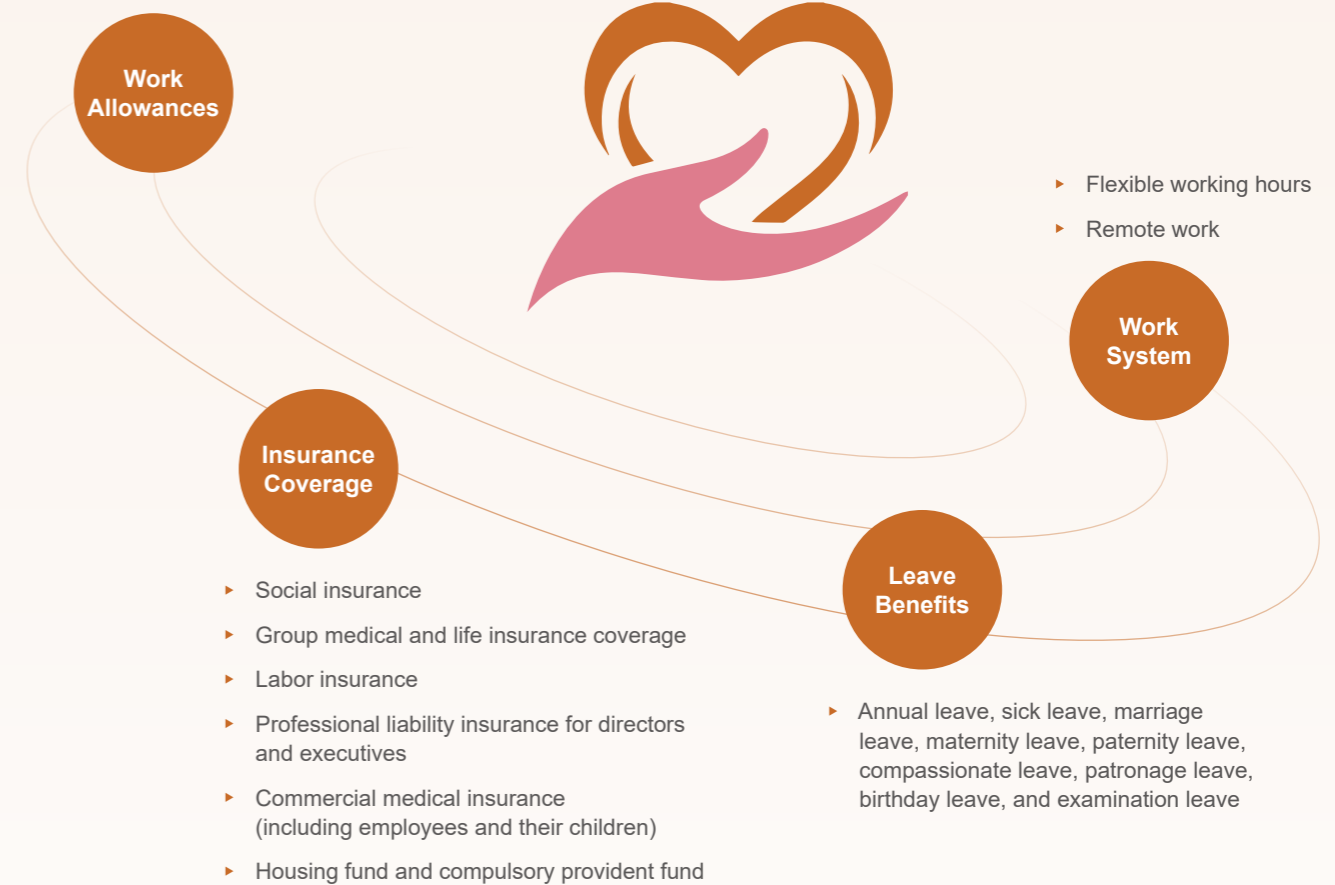 Work
Allowances
▸ Flexible working hours
▸ Remote work
Work
System
Insurance
Coverage
▸ Social insurance
▸ Group medical and life insurance coverage
▸ Labor insurance
▸ Professional liability insurance for directors
and executives
▸ Commercial medical insurance
(including employees and their children)
▸ Housing fund and compulsory provident fund
Leave
Benefits
▸ Annual leave, sick leave, marriage
leave, maternity leave, paternity leave,
compassionate leave, patronage leave,
birthday leave, and examination leave